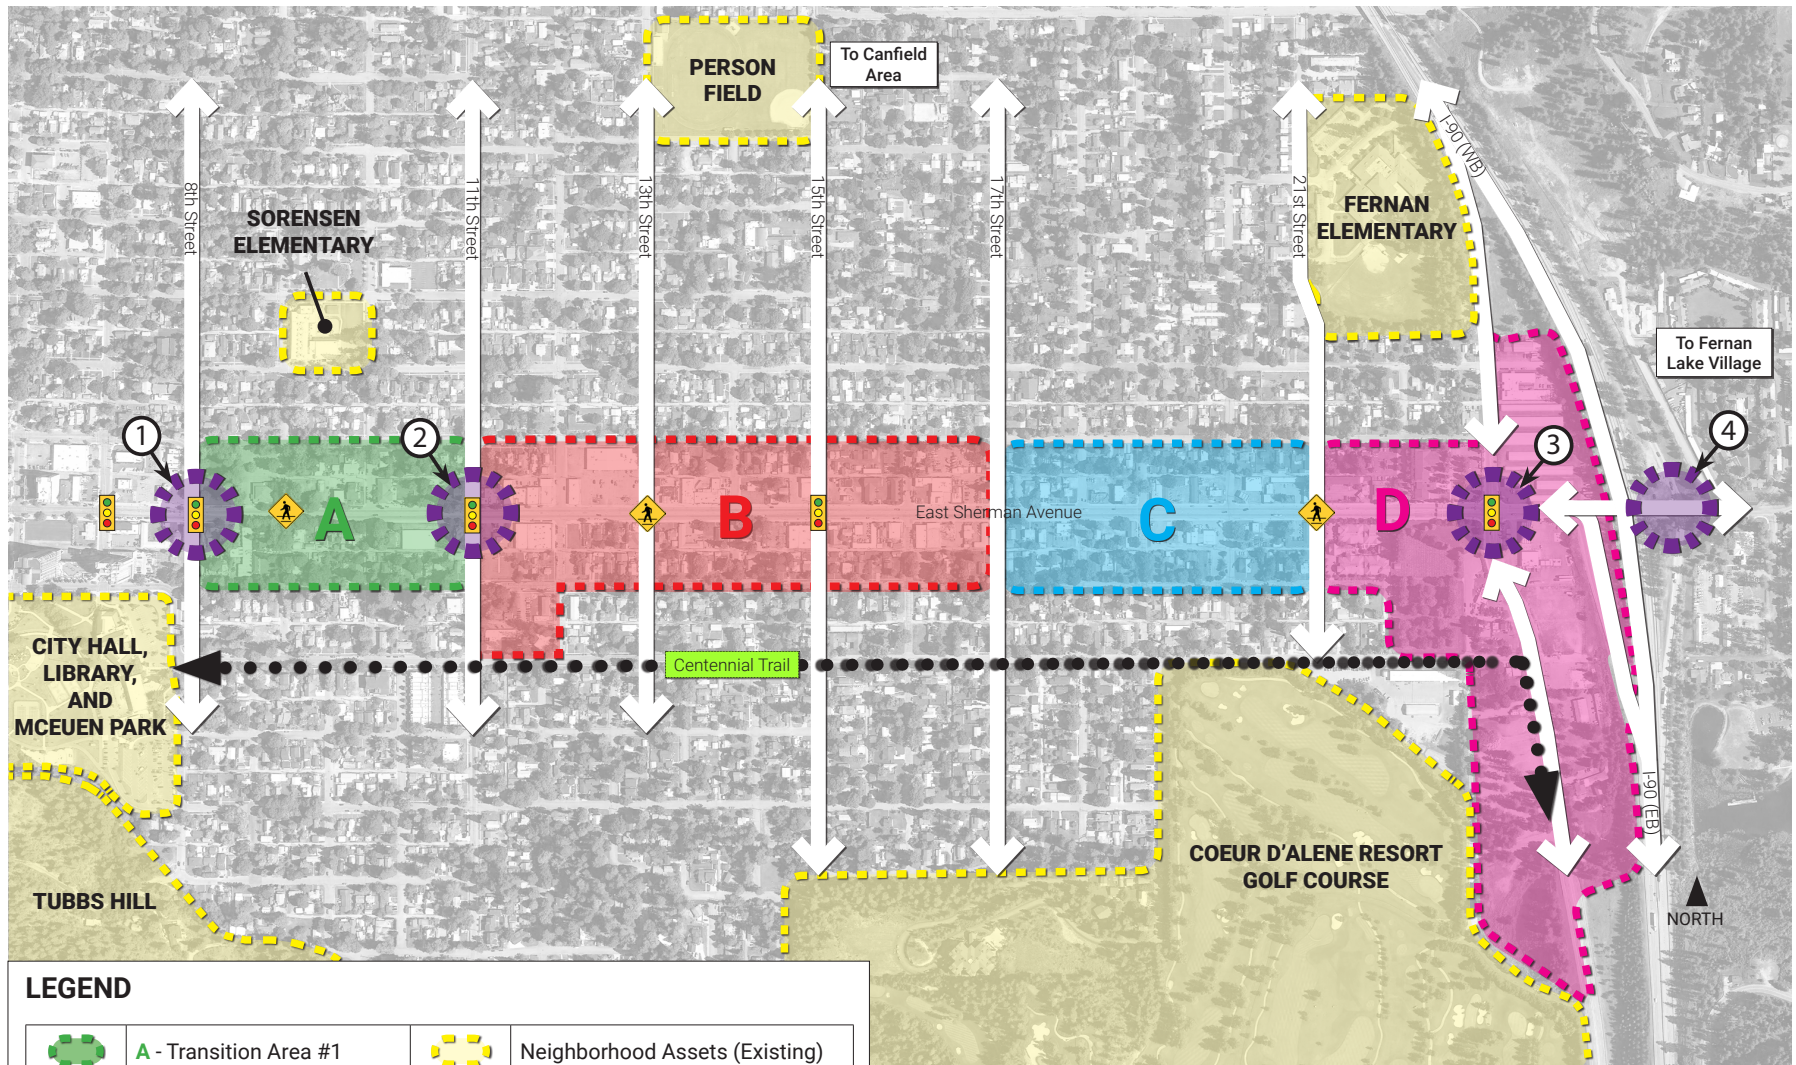 PERSON
FIELD
To Canfield
Area
I-90 (WB)
8th Street
11th Street
13th Street
15th Street
17th Street
21st Street
SORENSEN
ELEMENTARY
FERNAN
ELEMENTARY
To Fernan
Lake Village
1
2
3
4
A
B
East Sherman Avenue
C
D
CITY HALL,
LIBRARY,
AND
MCEUEN PARK
Centennial Trail
I-90 (EB)
COEUR D'ALENE RESORT
GOLF COURSE
TUBBS HILL
NORTH
LEGEND
A - Transition Area #1
Neighborhood Assets (Existing)